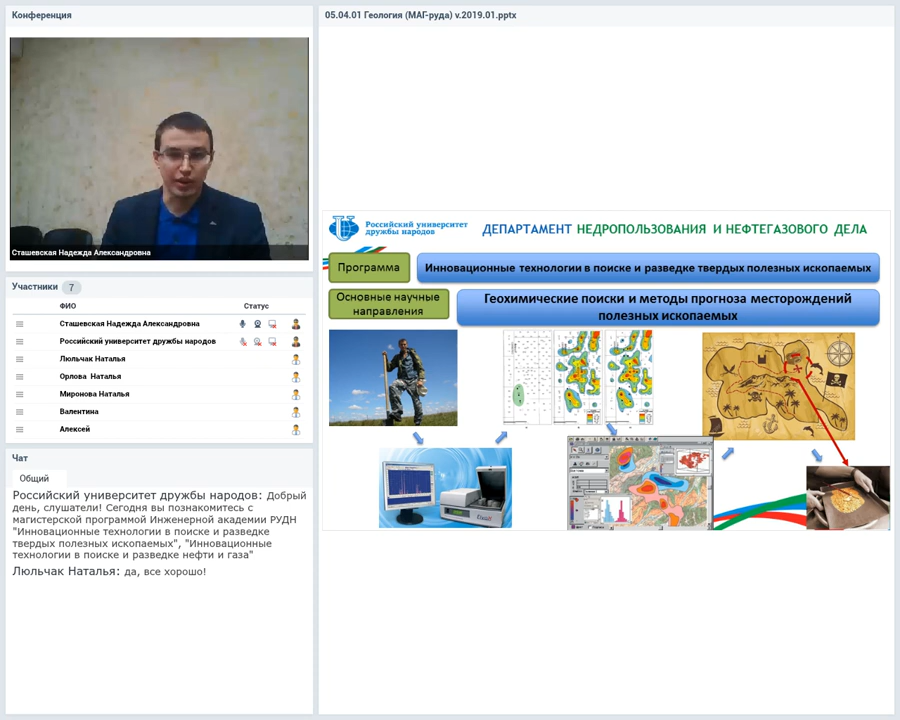 Конференция
Сташевская Надежда Александровна
Участники 7
ФИО Статус
Сташевская Надежда Александровна
Российский университет дружбы народов
Люльчак Наталья
Орлова Наталья
Миронова Наталья
Валентина
Алексей
Чат
Общий
Российский университет дружбы народов: Добрый
день, слушатели! Сегодня вы познакомитесь с
магистерской программой Инженерной академии РУДН
"Инновационные технологии в поиске и разведке
твердых полезных ископаемых", "Инновационные
технологии в поиске и разведке нефти и газа"
Люльчак Наталья: да, все хорошо!
05.04.01 Геология (МАГ-руда) v.2019.01.pptx
Российский университет
дружбы народов
ДЕПАРТАМЕНТ НЕДРОПОЛЬЗОВАНИЯ И НЕФТЕГАЗОВОГО ДЕЛА
Программа
Инновационные технологии в поиске и разведке твердых полезных ископаемых
Основные научные
направления
Геохимические поиски и методы прогноза месторождений
полезных ископаемых